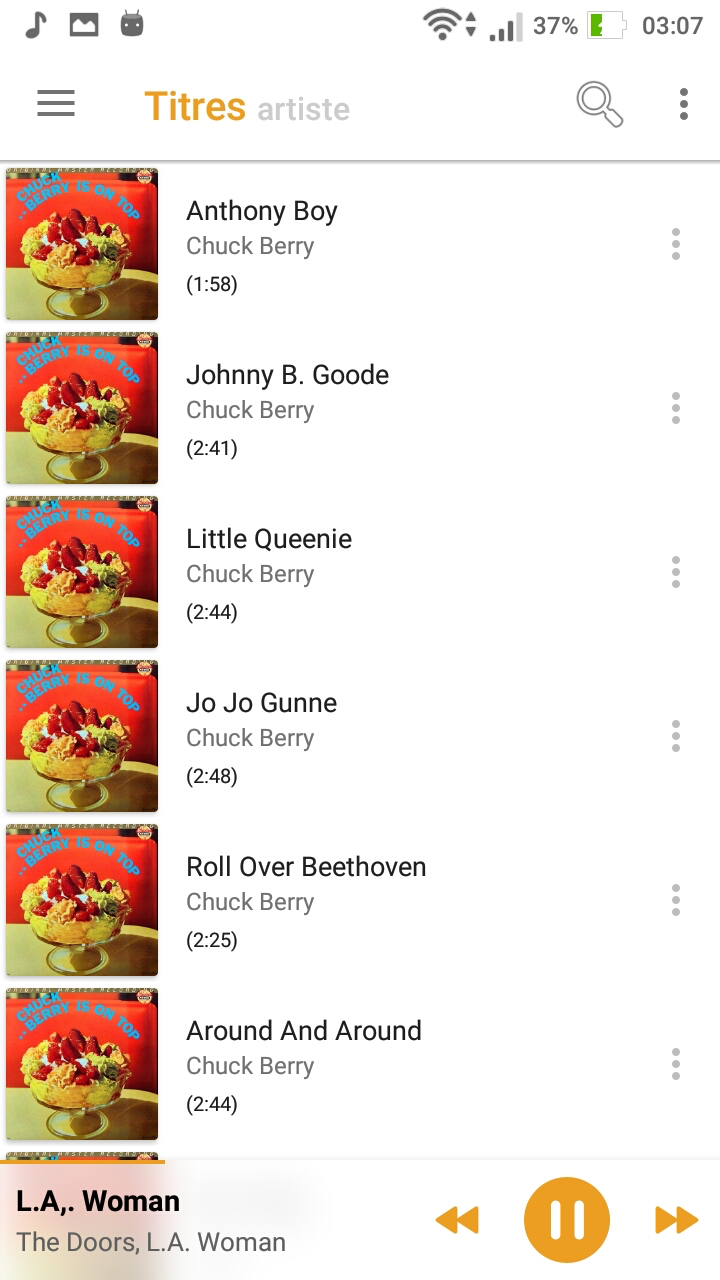 37% 03:07
Titres artiste
CHUCK
BERRY IS ON TOP
Anthony Boy
Chuck Berry
(1:58)
CHUCK
BERRY IS ON TOP
Johnny B. Goode
Chuck Berry
(2:41)
CHUCK
BERRY IS ON TOP
Little Queenie
Chuck Berry
(2:44)
CHUCK
BERRY IS ON TOP
Jo Jo Gunne
Chuck Berry
(2:48)
CHUCK
BERRY IS ON TOP
Roll Over Beethoven
Chuck Berry
(2:25)
CHUCK
BERRY IS ON TOP
Around And Around
Chuck Berry
(2:44)
L.A,. Woman
The Doors, L.A. Woman